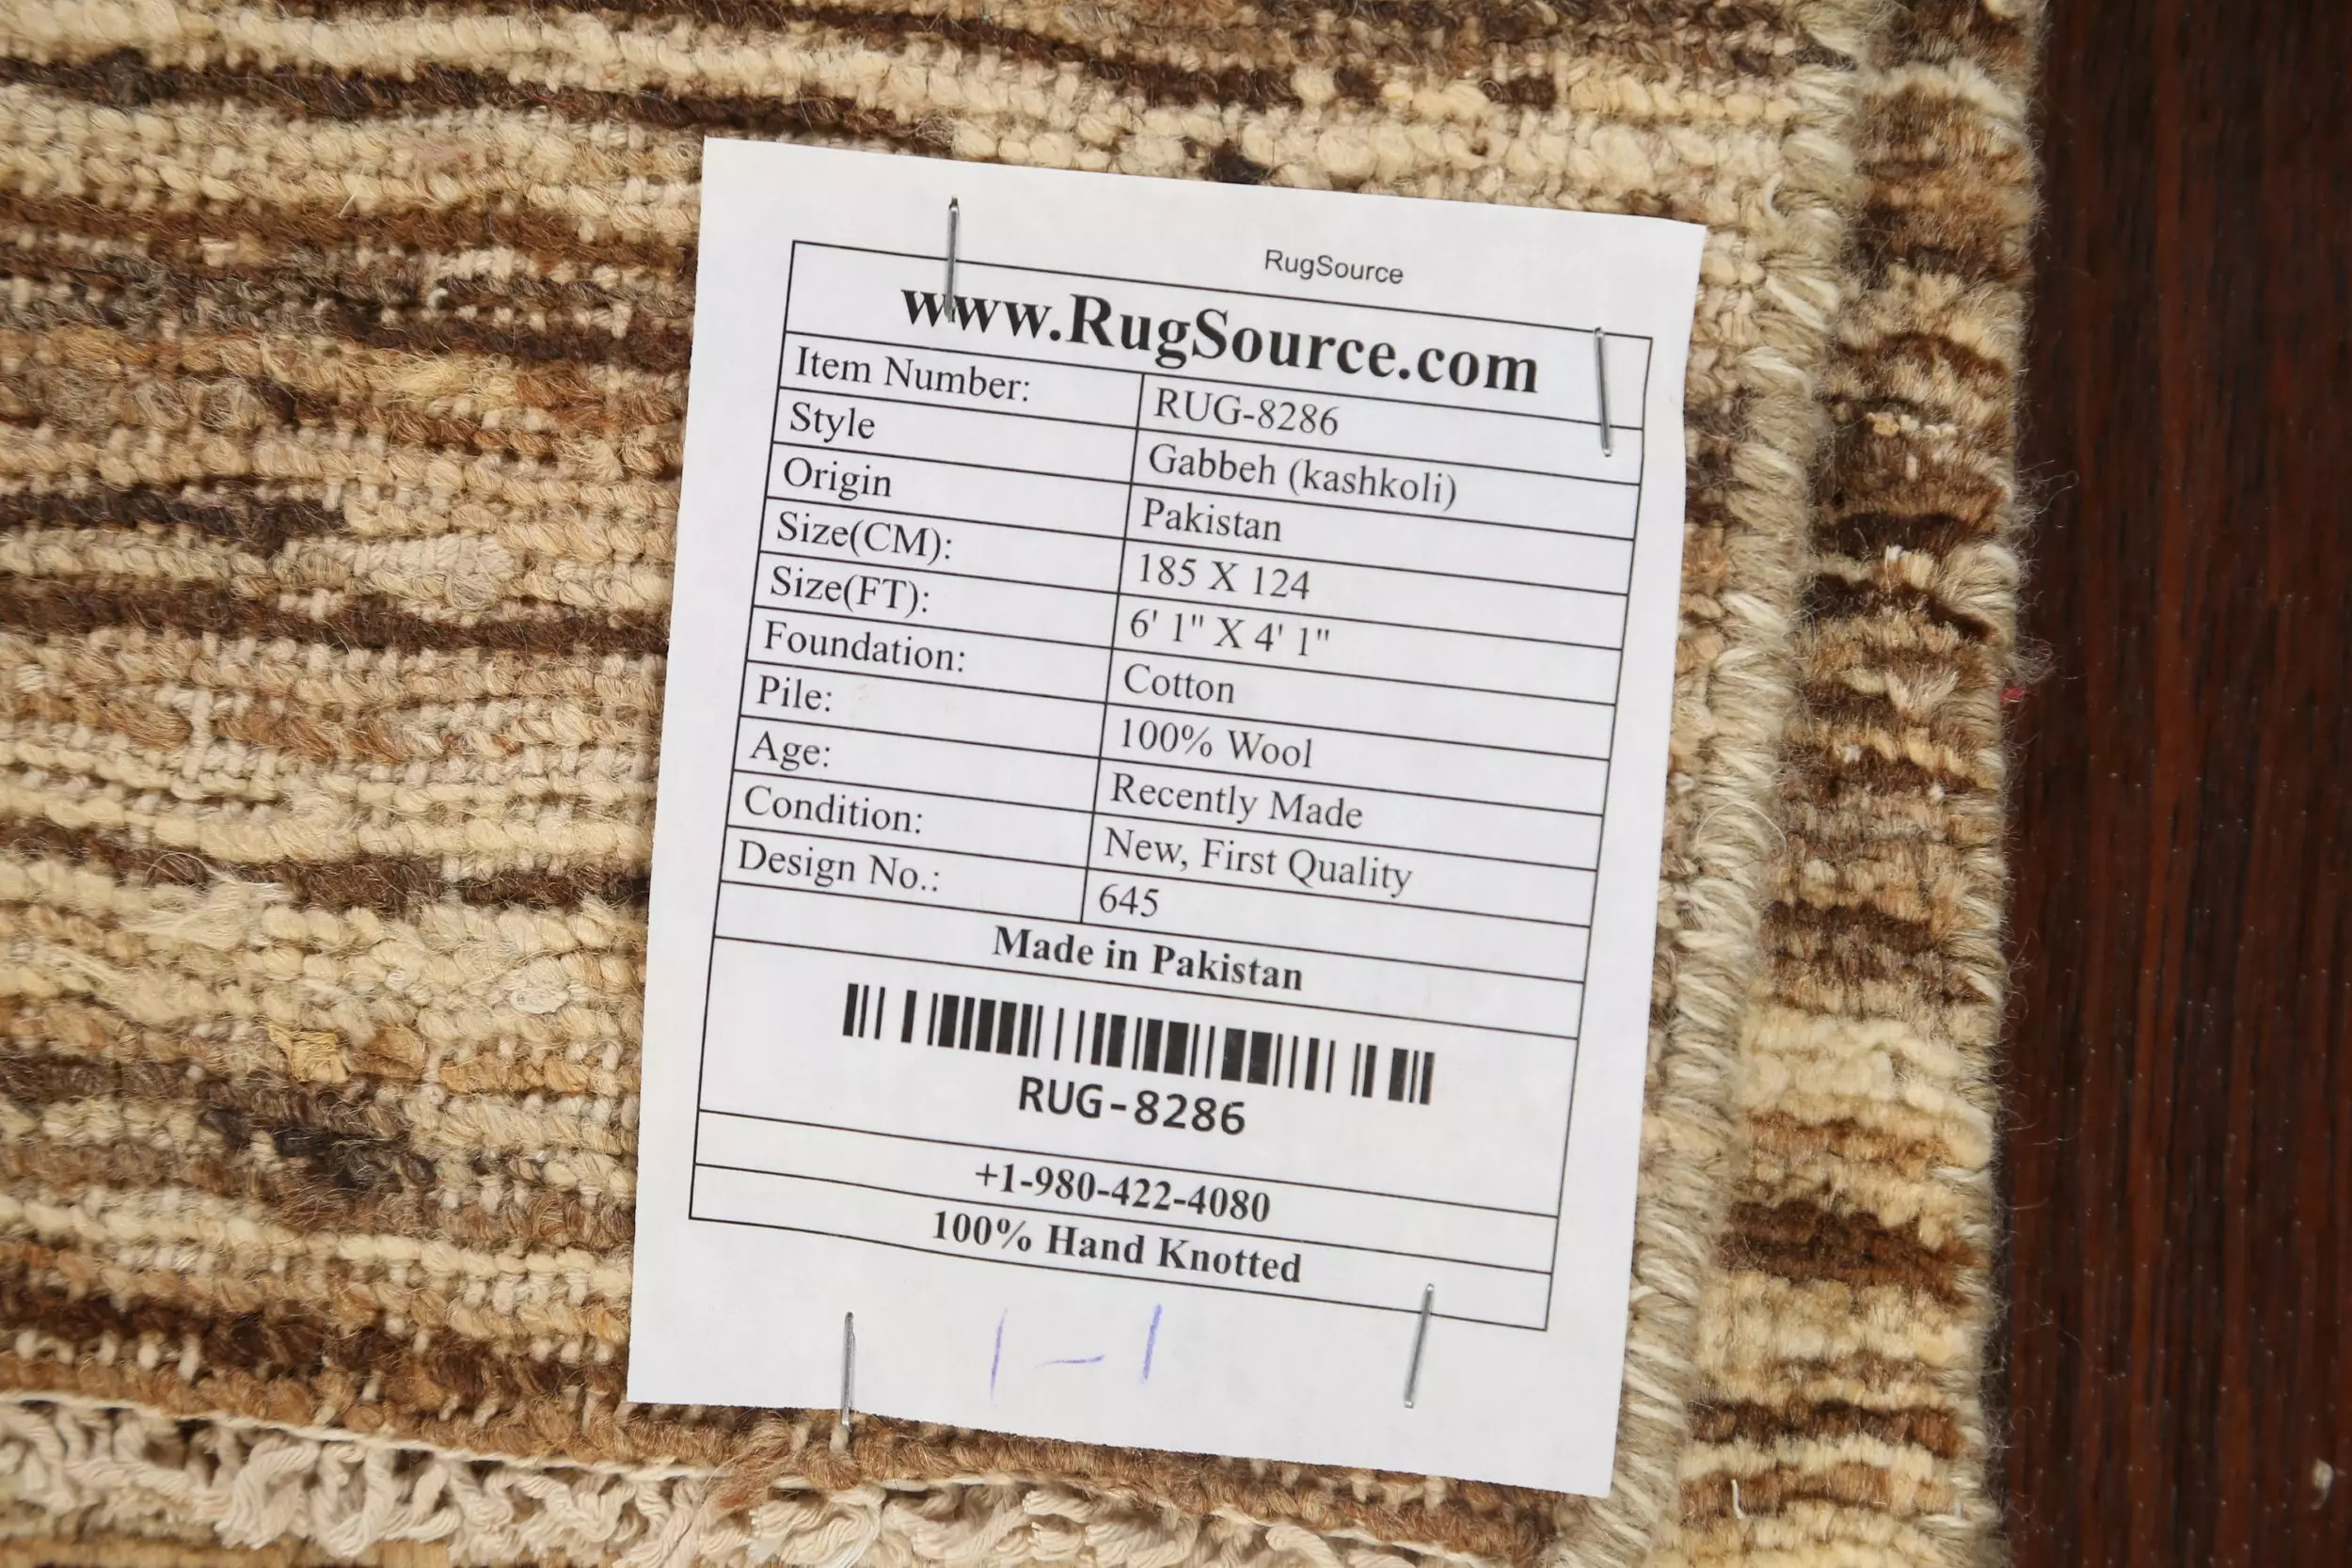 RugSource
www.RugSource.com
Item Number: RUG-8286
Style Gabbeh (kashkoli)
Origin Pakistan
Size(CM): 185 X 124
Size(FT): 6' 1" X 4' 1"
Foundation: Cotton
Pile: 100% Wool
Age: Recently Made
Condition: New, First Quality
Design No.: 645
Made in Pakistan
RUG-8286
+1-980-422-4080
100% Hand Knotted
1-1